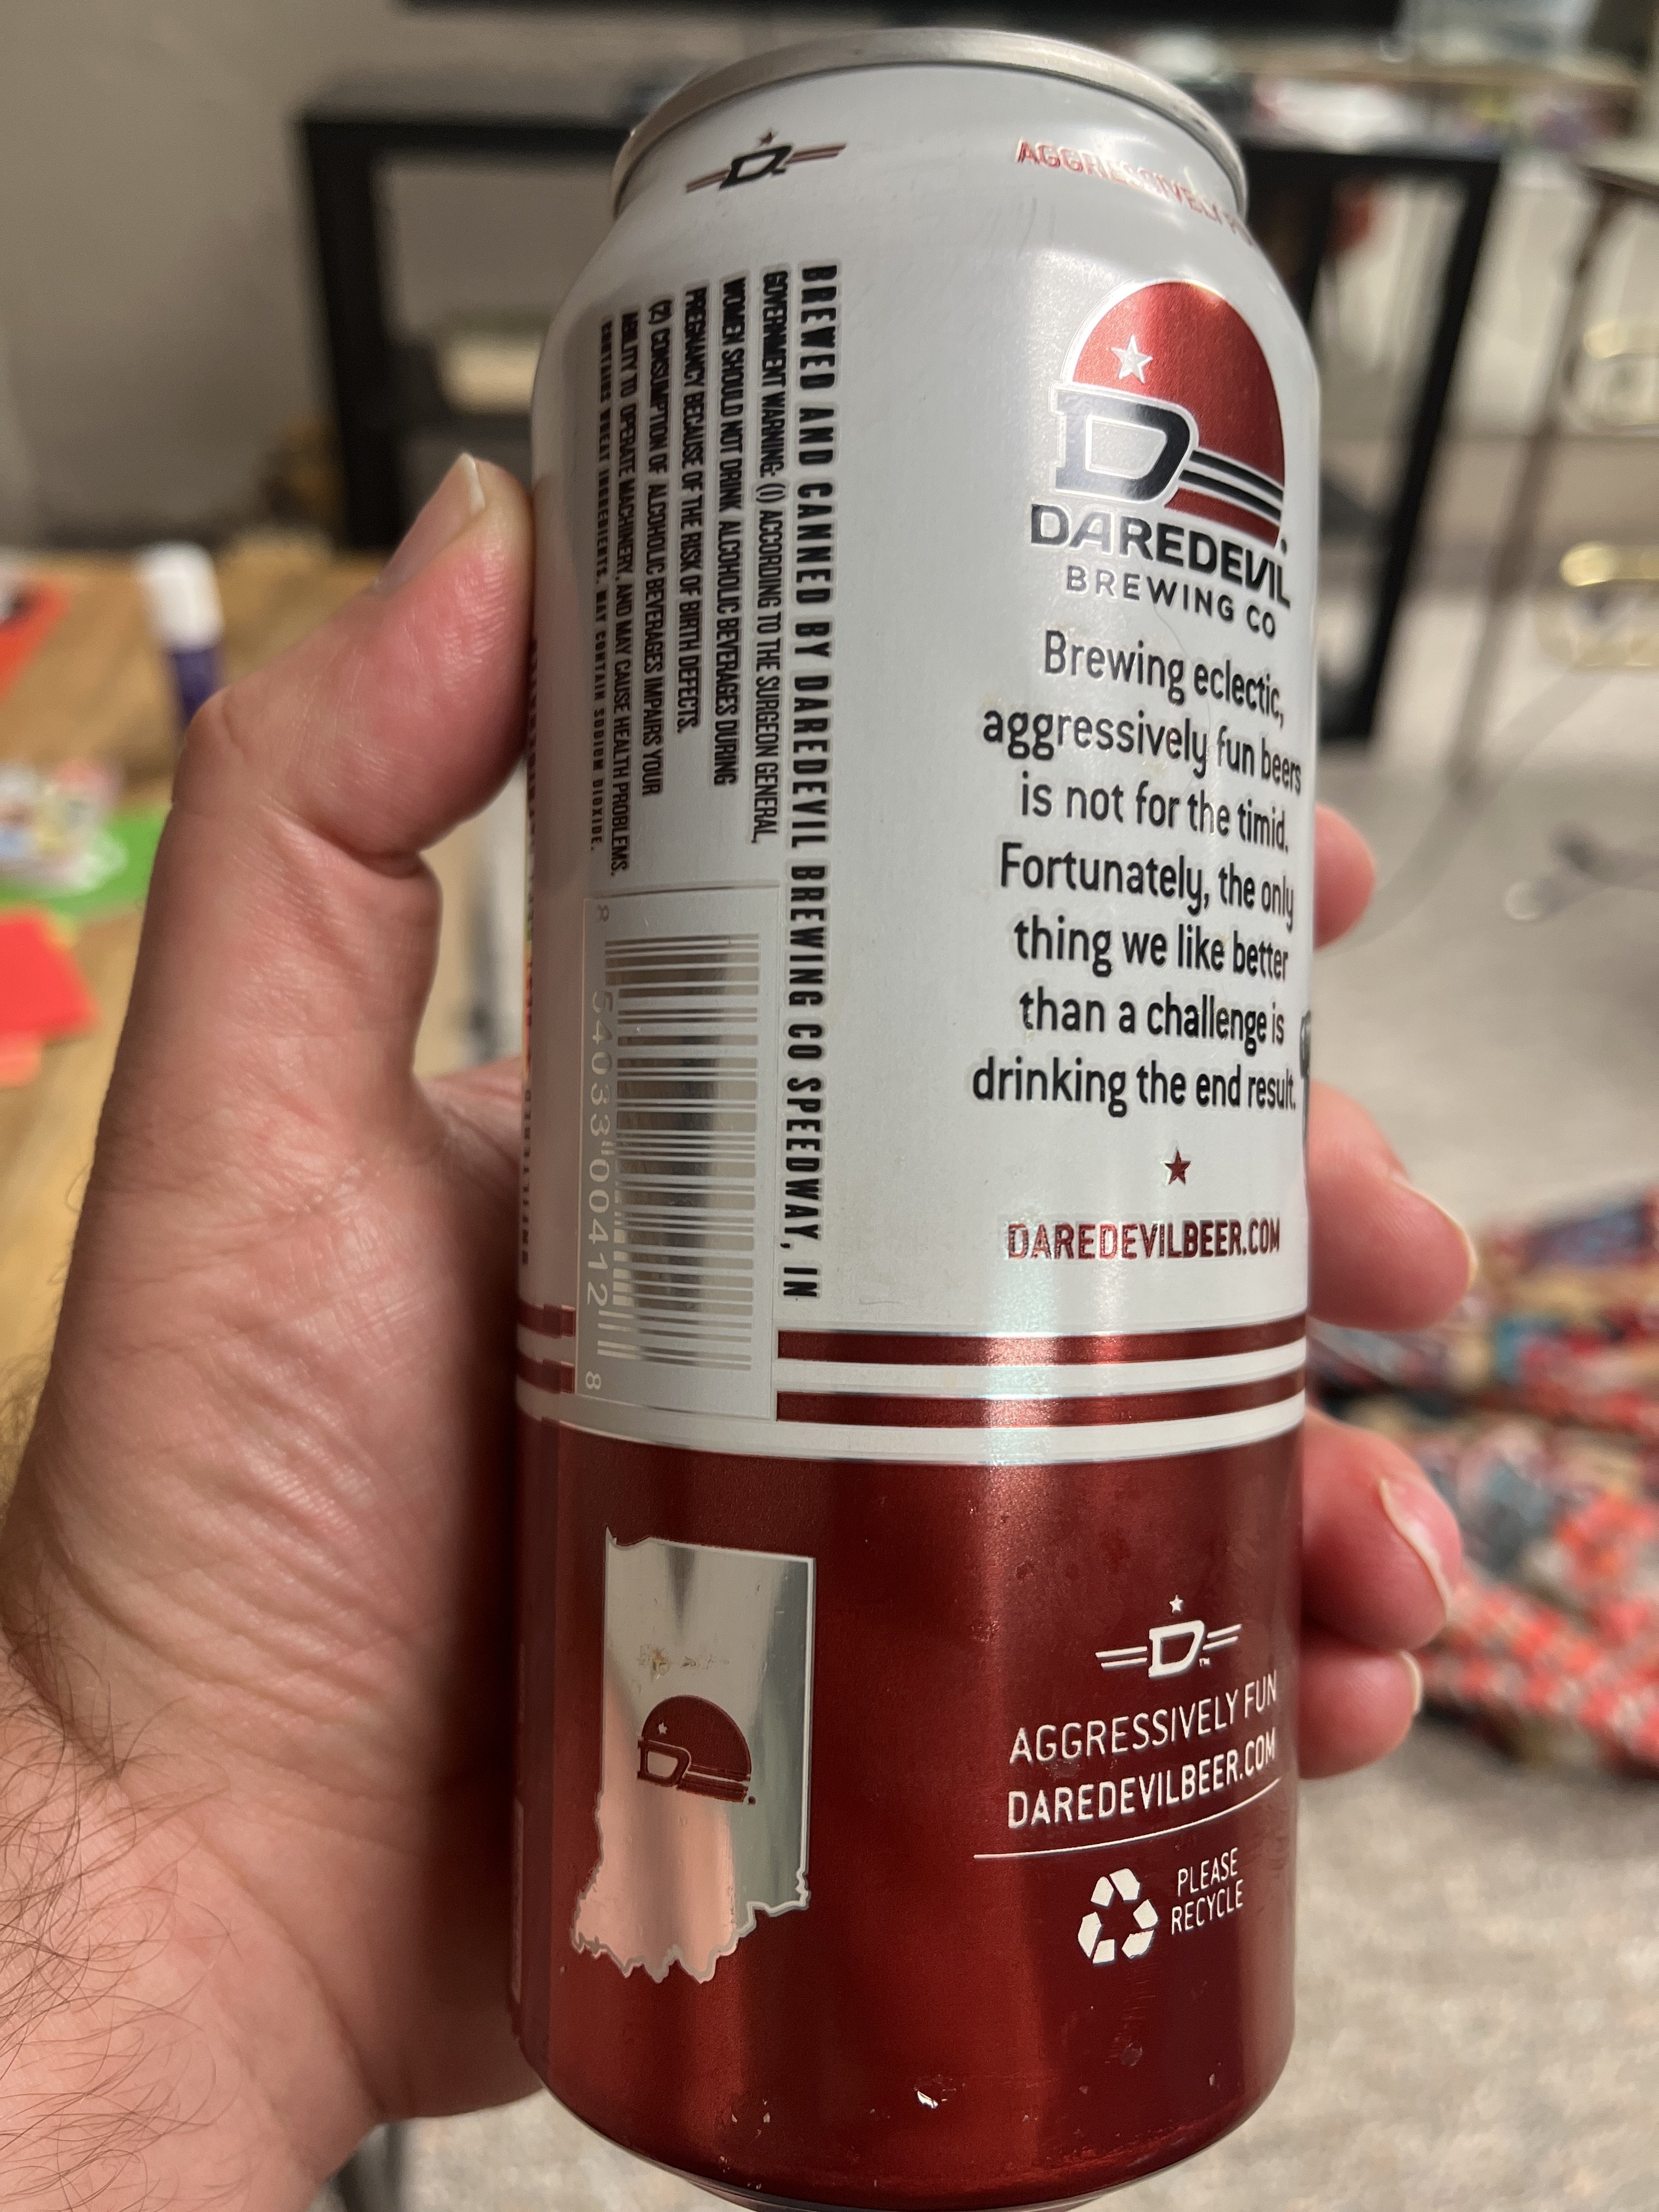 D
AGGRESSIVELY FU
BREWED AND CANNED BY DAREDEVIL BREWING CO SPEEDWAY, IN
GOVERNMENT WARNING: (1) ACCORDING TO THE SURGEON GENERAL,
WOMEN SHOULD NOT DRINK ALCOHOLIC BEVERAGES DURING
PREGNANCY BECAUSE OF THE RISK OF BIRTH DEFECTS.
(2) CONSUMPTION OF ALCOHOLIC BEVERAGES IMPAIRS YOUR
ABILITY TO OPERATE MACHINERY, AND MAY CAUSE HEALTH PROBLEMS.
CONTAINS WHEAT INGREDIENTS. MAY CONTAIN SODIUM DIOXIDE.
8 54033 00412 8
UNFILTERED
D
DAREDEVIL
BREWING CO
Brewing eclectic,
aggressively fun beers
is not for the timid.
Fortunately, the only
thing we like better
than a challenge is
drinking the end result.
DAREDEVILBEER.COM
D
D™
AGGRESSIVELY FUN
DAREDEVILBEER.COM
PLEASE
RECYCLE